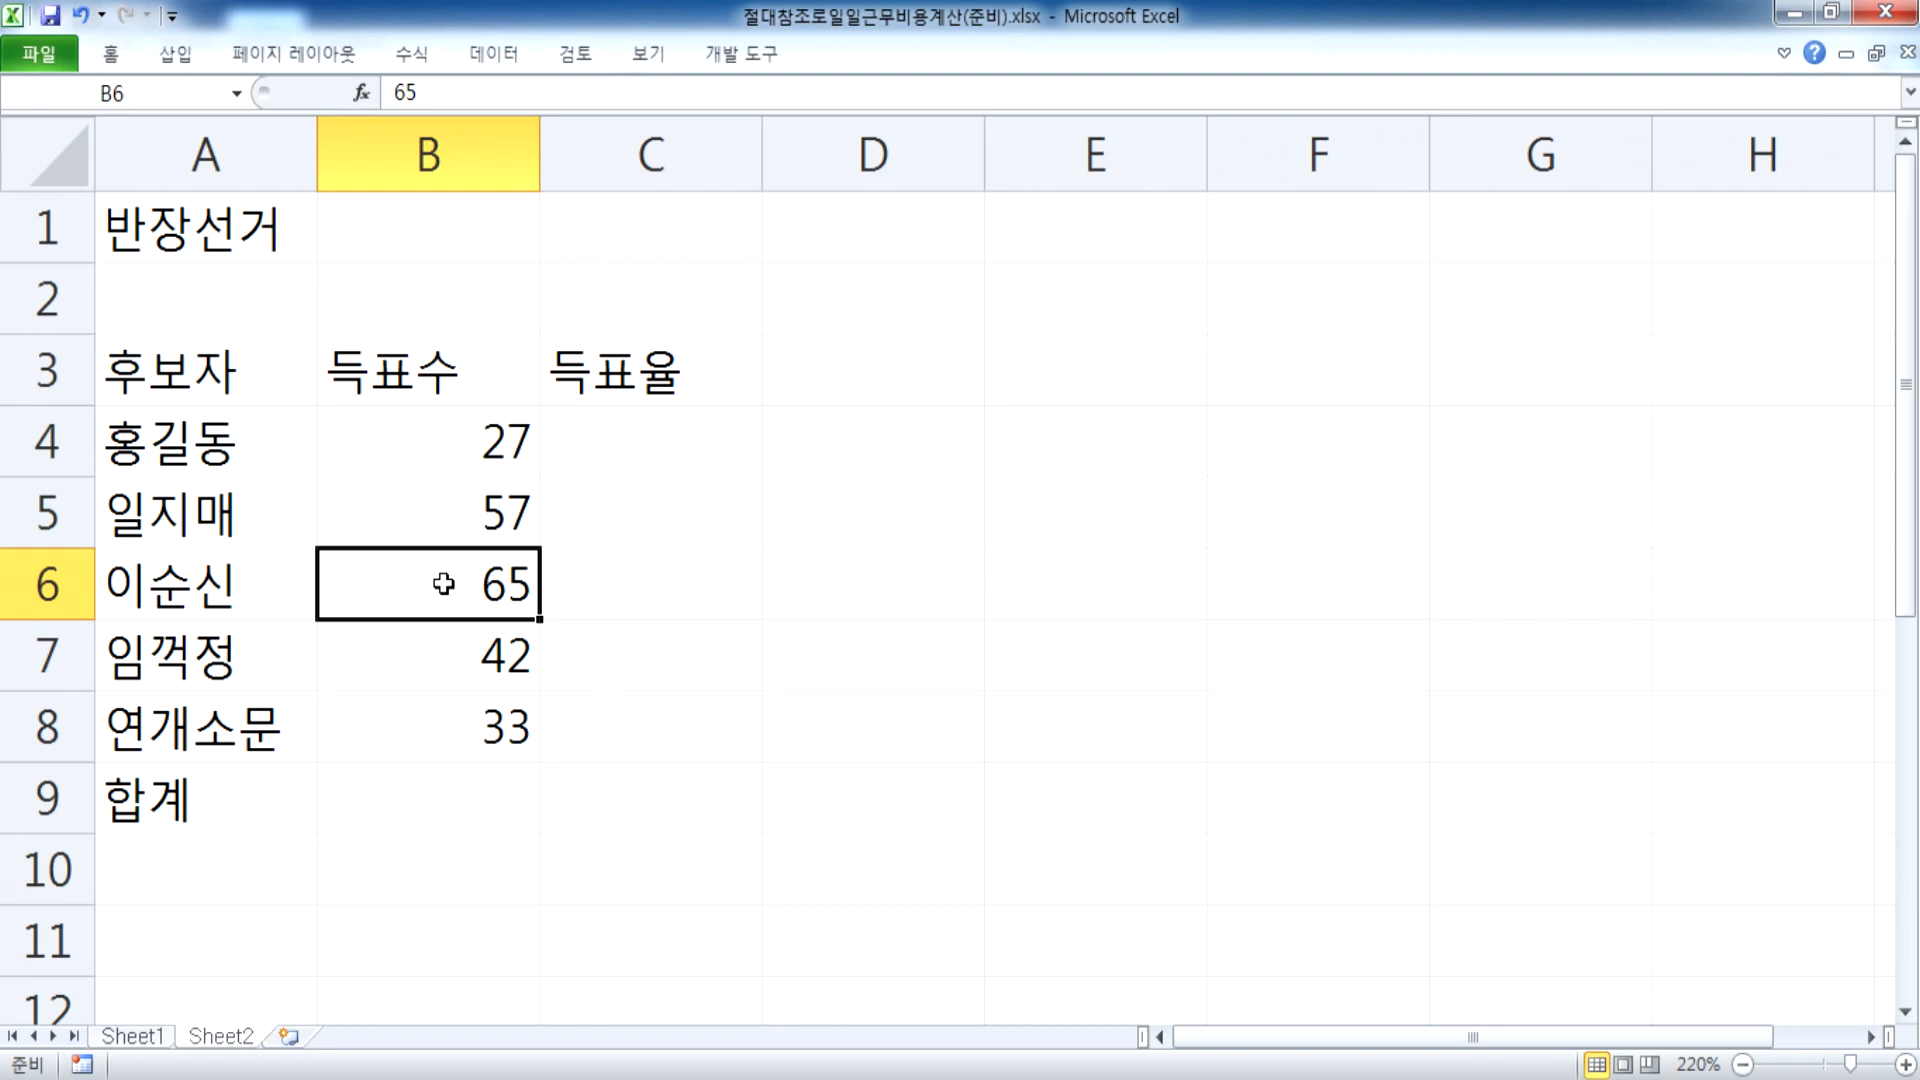 절대참조로일일근무비용계산(준비).xlsx - Microsoft Excel
파일 홈 삽입 페이지 레이아웃 수식 데이터 검토 보기 개발 도구
B6 fx 65
A B C D E F G H
1 반장선거
2
3 후보자 득표수 득표율
4 홍길동 27
5 일지매 57
6 이순신 65
7 임꺽정 42
8 연개소문 33
9 합계
10
11
12
Sheet1 Sheet2
준비 220%